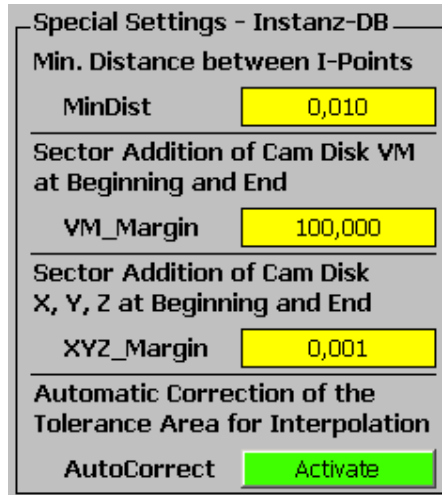 Special Settings - Instanz-DB
Min. Distance between I-Points
MinDist 0,010
Sector Addition of Cam Disk VM
at Beginning and End
VM_Margin 100,000
Sector Addition of Cam Disk
X, Y, Z at Beginning and End
XYZ_Margin 0,001
Automatic Correction of the
Tolerance Area for Interpolation
AutoCorrect Activate